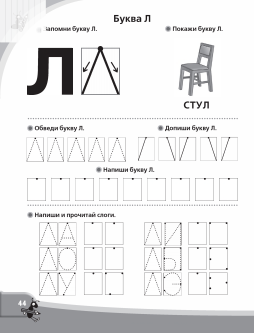 Буква Л
Запомни букву Л.
Покажи букву Л.
Л
СТУЛ
Обведи букву Л.
Допиши букву Л.
Напиши букву Л.
Напиши и прочитай слоги.
44